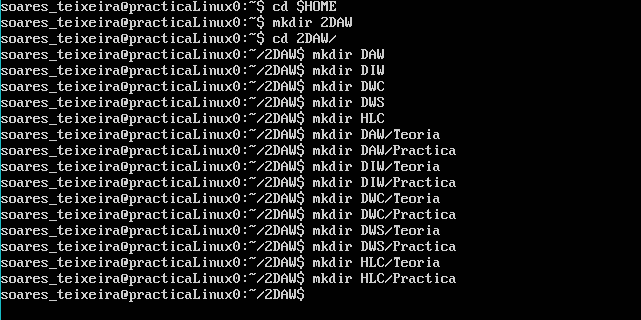 soares_teixeira@practicaLinux0:~$ cd $HOME
soares_teixeira@practicaLinux0:~$ mkdir 2DAW
soares_teixeira@practicaLinux0:~$ cd 2DAW/
soares_teixeira@practicaLinux0:~/2DAW$ mkdir DAW
soares_teixeira@practicaLinux0:~/2DAW$ mkdir DIW
soares_teixeira@practicaLinux0:~/2DAW$ mkdir DWC
soares_teixeira@practicaLinux0:~/2DAW$ mkdir DWS
soares_teixeira@practicaLinux0:~/2DAW$ mkdir HLC
soares_teixeira@practicaLinux0:~/2DAW$ mkdir DAW/Teoria
soares_teixeira@practicaLinux0:~/2DAW$ mkdir DAW/Practica
soares_teixeira@practicaLinux0:~/2DAW$ mkdir DIW/Teoria
soares_teixeira@practicaLinux0:~/2DAW$ mkdir DIW/Practica
soares_teixeira@practicaLinux0:~/2DAW$ mkdir DWC/Teoria
soares_teixeira@practicaLinux0:~/2DAW$ mkdir DWC/Practica
soares_teixeira@practicaLinux0:~/2DAW$ mkdir DWS/Teoria
soares_teixeira@practicaLinux0:~/2DAW$ mkdir DWS/Practica
soares_teixeira@practicaLinux0:~/2DAW$ mkdir HLC/Teoria
soares_teixeira@practicaLinux0:~/2DAW$ mkdir HLC/Practica
soares_teixeira@practicaLinux0:~/2DAW$